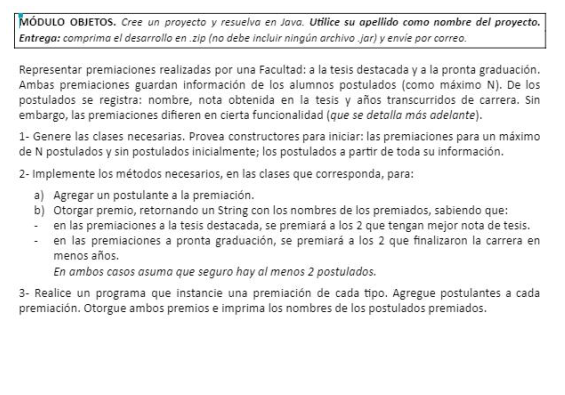 MÓDULO OBJETOS. Cree un proyecto y resuelva en Java. Utilice su apellido como nombre del proyecto.
Entrega: comprima el desarrollo en .zip (no debe incluir ningún archivo .jar) y envíe por correo.
Representar premiaciones realizadas por una Facultad: a la tesis destacada y a la pronta graduación.
Ambas premiaciones guardan información de los alumnos postulados (como máximo N). De los
postulados se registra: nombre, nota obtenida en la tesis y años transcurridos de carrera. Sin
embargo, las premiaciones difieren en cierta funcionalidad (que se detalla más adelante).
1- Genere las clases necesarias. Provea constructores para iniciar: las premiaciones para un máximo
de N postulados y sin postulados inicialmente; los postulados a partir de toda su información.
2- Implemente los métodos necesarios, en las clases que corresponda, para:
a) Agregar un postulante a la premiación.
b) Otorgar premio, retornando un String con los nombres de los premiados, sabiendo que:
- en las premiaciones a la tesis destacada, se premiará a los 2 que tengan mejor nota de tesis.
- en las premiaciones a pronta graduación, se premiará a los 2 que finalizaron la carrera en
menos años.
En ambos casos asuma que seguro hay al menos 2 postulados.
3- Realice un programa que instancie una premiación de cada tipo. Agregue postulantes a cada
premiación. Otorgue ambos premios e imprima los nombres de los postulados premiados.